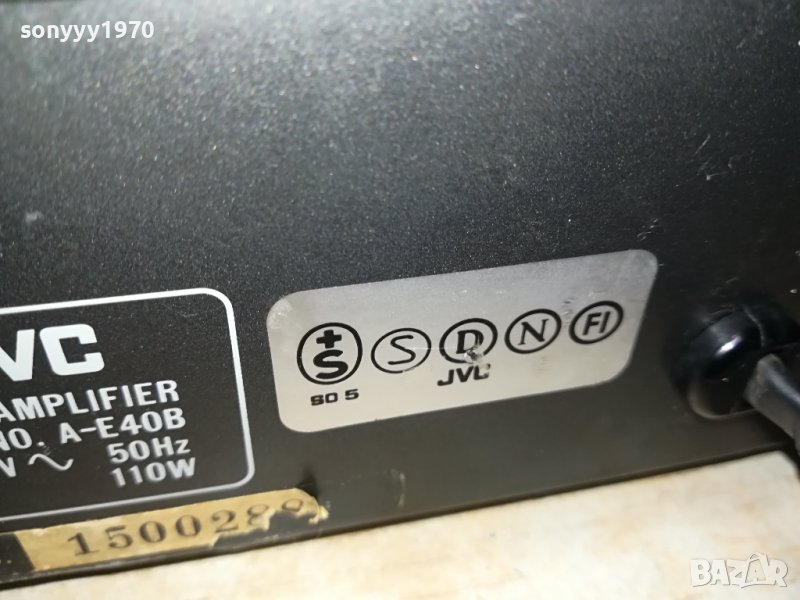 sonyyy1970
VC
AMPLIFIER
NO. A-E40B
50Hz
110W
+S S D N FI
SO 5 JVC
150028
BAZAR